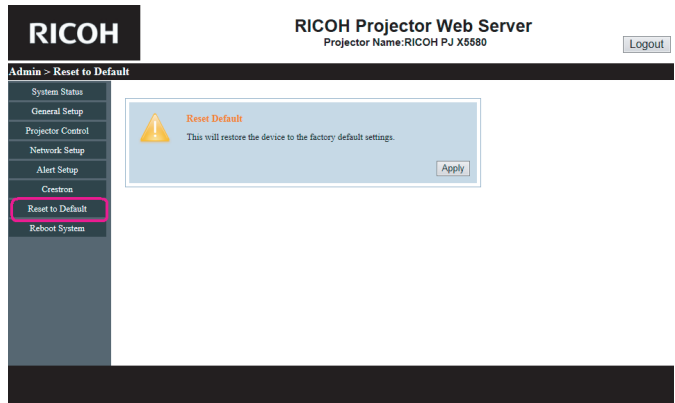 RICOH
RICOH Projector Web Server
Projector Name:RICOH PJ X5580
Logout
Admin > Reset to Default
System Status
General Setup
Projector Control
Network Setup
Alert Setup
Crestron
Reset to Default
Reboot System
Reset Default
This will restore the device to the factory default settings.
Apply